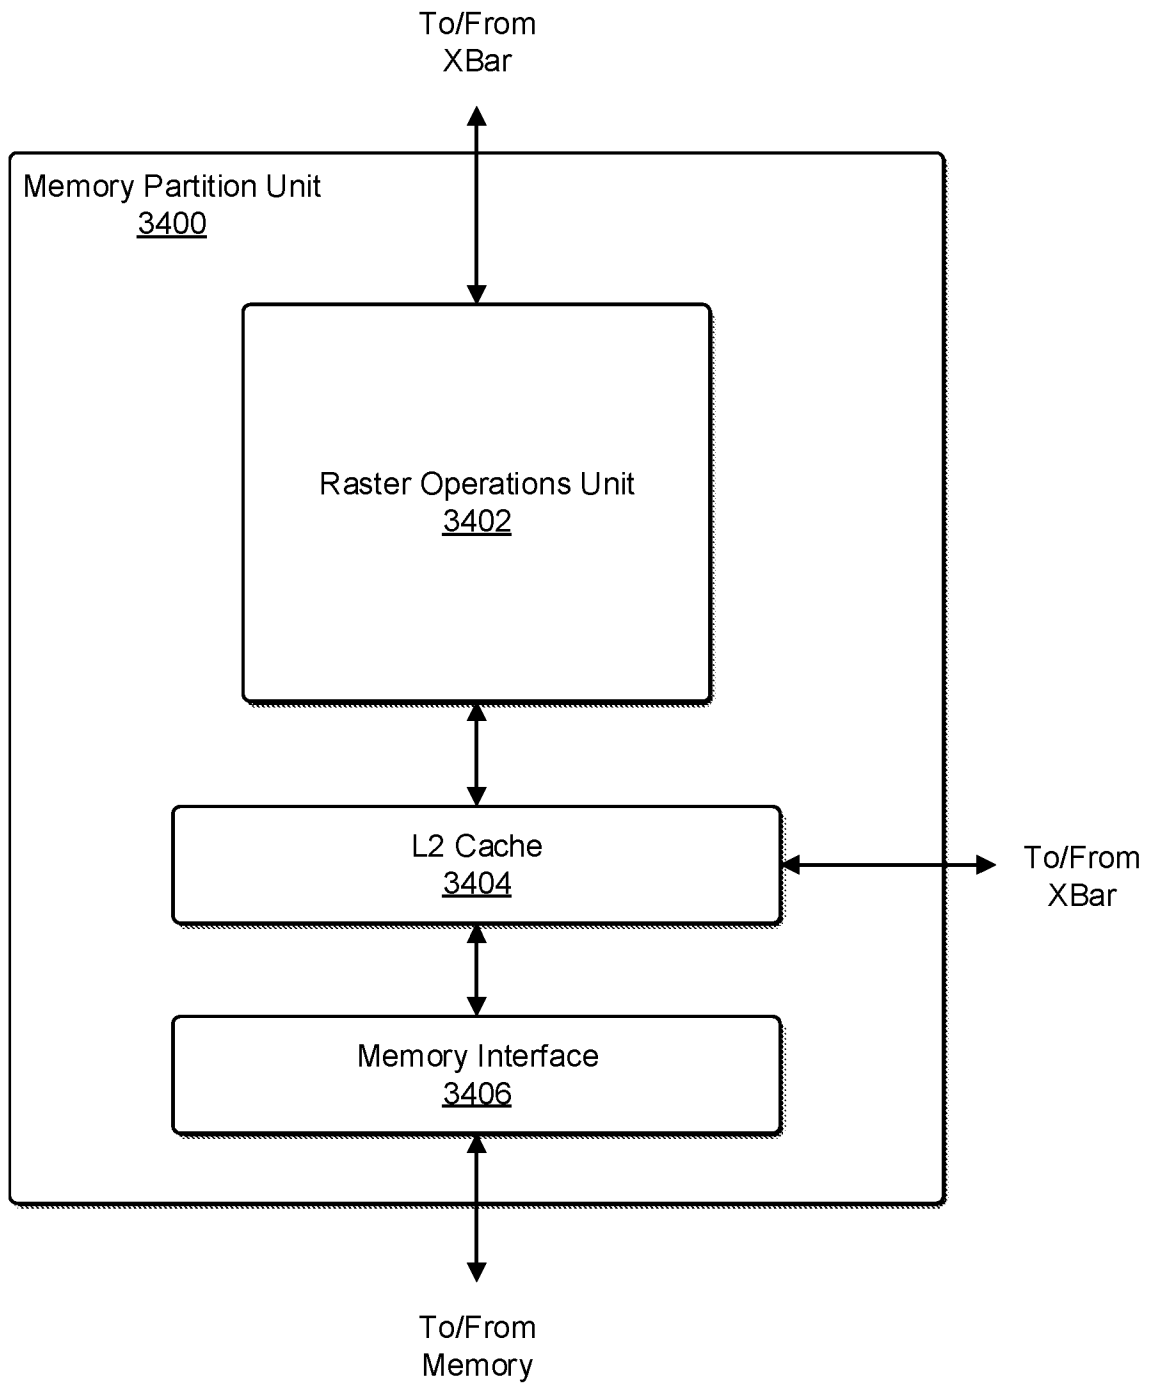 To/From
XBar
Memory Partition Unit
3400
Raster Operations Unit
3402
L2 Cache
3404
To/From
XBar
Memory Interface
3406
To/From
Memory